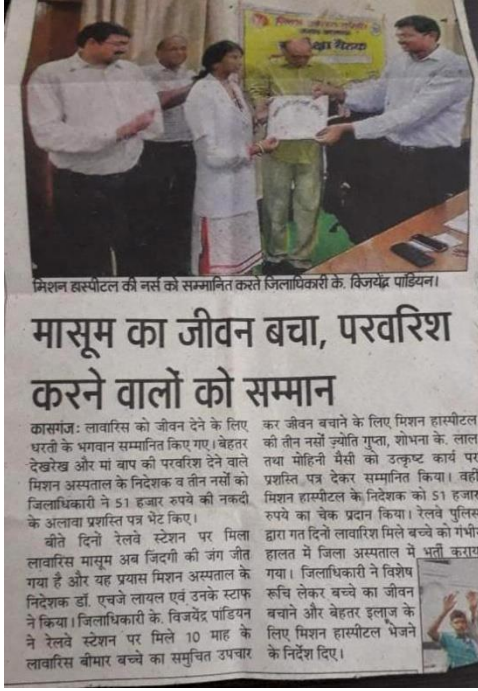 मिशन
बैठक
मिशन हास्पीटल की नर्स को सम्मानित करते जिलाधिकारी के. विजयेंद्र पांडियन।
मासूम का जीवन बचा, परवरिश
करने वालों को सम्मान
कासगंज: लावारिस को जीवन देने के लिए
धरती के भगवान सम्मानित किए गए। बेहतर
देखरेख और मां बाप की परवरिश देने वाले
मिशन अस्पताल के निदेशक व तीन नर्सों को
जिलाधिकारी ने 51 हजार रुपये की नकदी
के अलावा प्रशस्ति पत्र भेंट किए।
बीते दिनों रेलवे स्टेशन पर मिला
लावारिस मासूम अब जिंदगी की जंग जीत
गया है और यह प्रयास मिशन अस्पताल के
निदेशक डॉ. एचजे लायल एवं उनके स्टाफ
ने किया। जिलाधिकारी के. विजयेंद्र पांडियन
ने रेलवे स्टेशन पर मिले 10 माह के
लावारिस बीमार बच्चे का समुचित उपचार
कर जीवन बचाने के लिए मिशन हास्पीटल
की तीन नर्सों ज्योति गुप्ता, शोभना के. लाल
तथा मोहिनी मैसी को उत्कृष्ट कार्य पर
प्रशस्ति पत्र देकर सम्मानित किया। वहीं
मिशन हास्पीटल के निदेशक को 51 हजार
रुपये का चेक प्रदान किया। रेलवे पुलिस
द्वारा गत दिनों लावारिश मिले बच्चे को गंभीर
हालत में जिला अस्पताल में भर्ती कराया
गया। जिलाधिकारी ने विशेष
रूचि लेकर बच्चे का जीवन
बचाने और बेहतर इलाज के
लिए मिशन हास्पीटल भेजने
के निर्देश दिए।